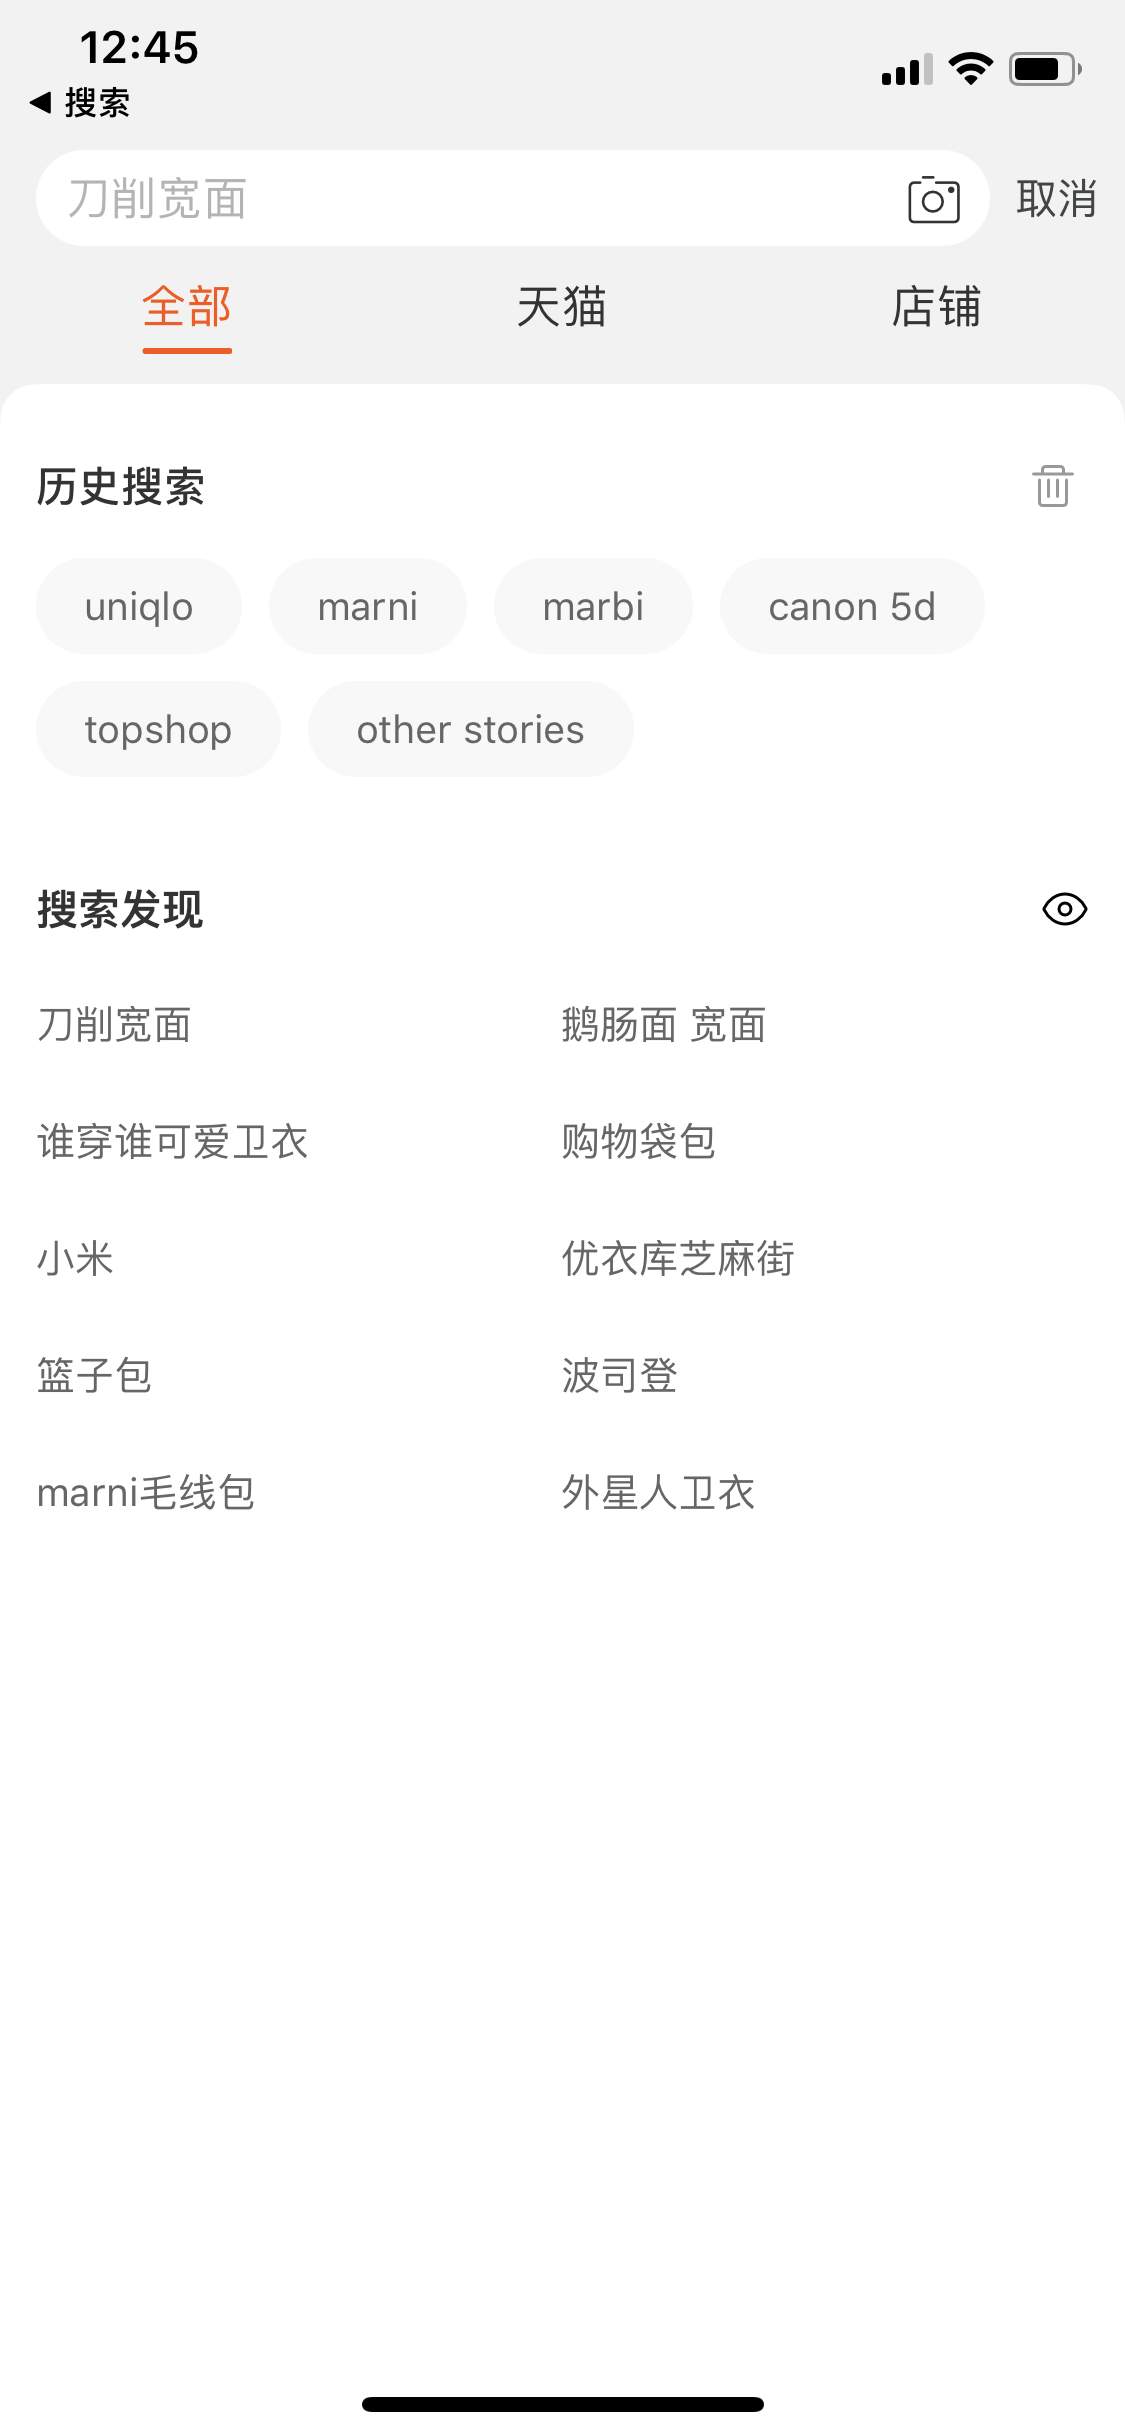 12:45
◀ 搜索
刀削宽面
取消
全部 天猫 店铺
历史搜索
uniqlo marni marbi canon 5d
topshop other stories
搜索发现
刀削宽面 鹅肠面 宽面
谁穿谁可爱卫衣 购物袋包
小米 优衣库芝麻街
篮子包 波司登
marni毛线包 外星人卫衣